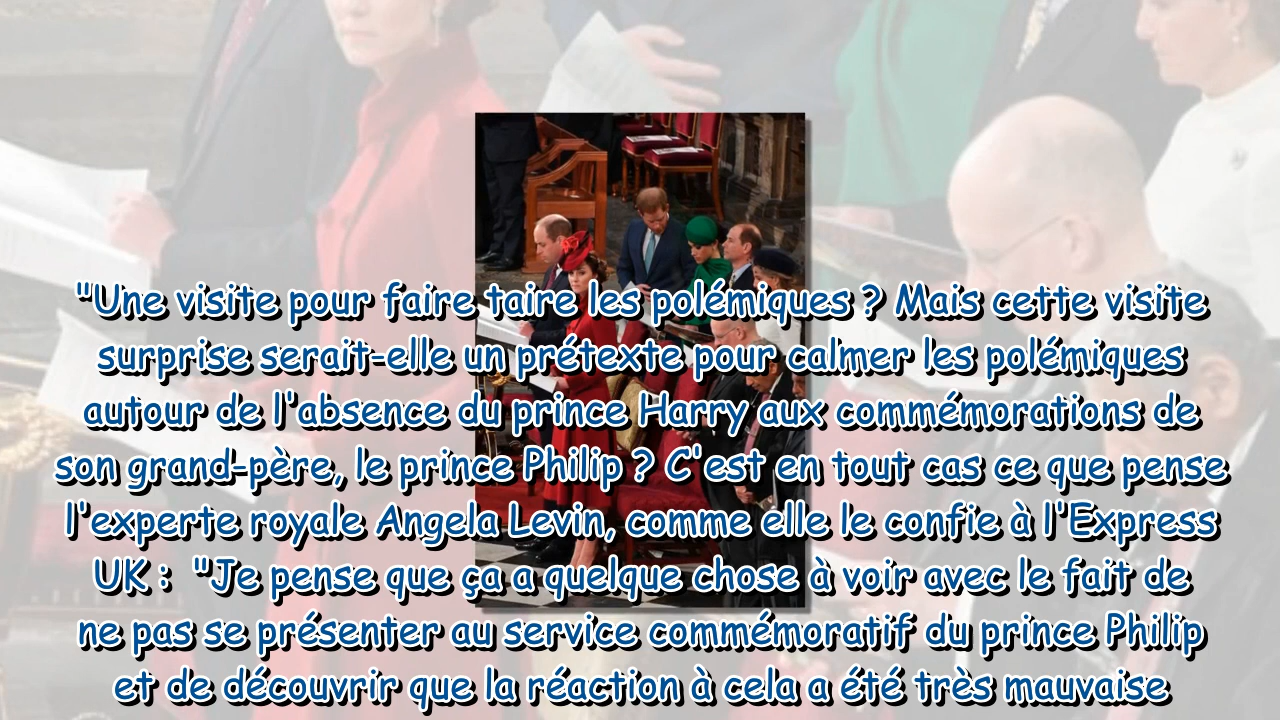 "Une visite pour faire taire les polémiques ? Mais cette visite
surprise serait-elle un prétexte pour calmer les polémiques
autour de l'absence du prince Harry aux commémorations de
son grand-père, le prince Philip ? C'est en tout cas ce que pense
l'experte royale Angela Levin, comme elle le confie à l'Express
UK :  "Je pense que ça a quelque chose à voir avec le fait de
ne pas se présenter au service commémoratif du prince Philip
et de découvrir que la réaction à cela a été très mauvaise